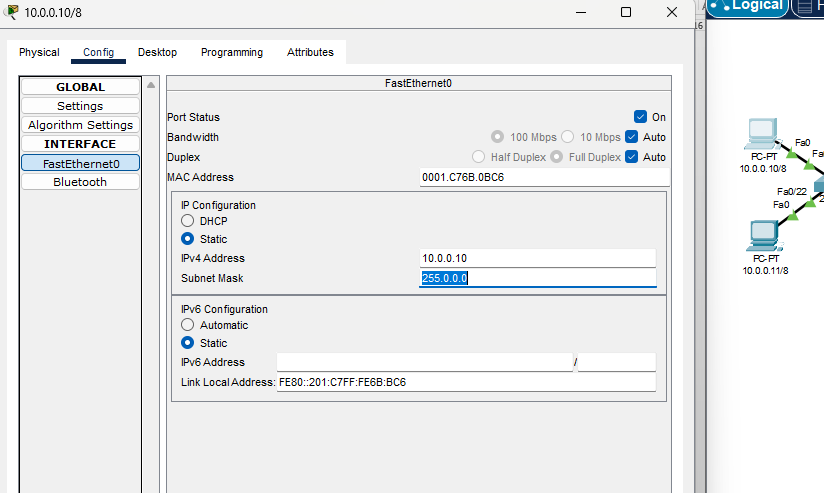 10.0.0.10/8
Physical Config Desktop Programming Attributes
GLOBAL
Settings
Algorithm Settings
INTERFACE
FastEthernet0
Bluetooth
FastEthernet0
Port Status On
Bandwidth 100 Mbps 10 Mbps Auto
Duplex Half Duplex Full Duplex Auto
MAC Address 0001.C76B.0BC6
IP Configuration
DHCP
Static
IPv4 Address 10.0.0.10
Subnet Mask 255.0.0.0
IPv6 Configuration
Automatic
Static
IPv6 Address /
Link Local Address: FE80::201:C7FF:FE6B:BC6
Logical
16
Fa0
PC-PT
10.0.0.10/8
Fa0/22
Fa0
PC-PT
10.0.0.11/8